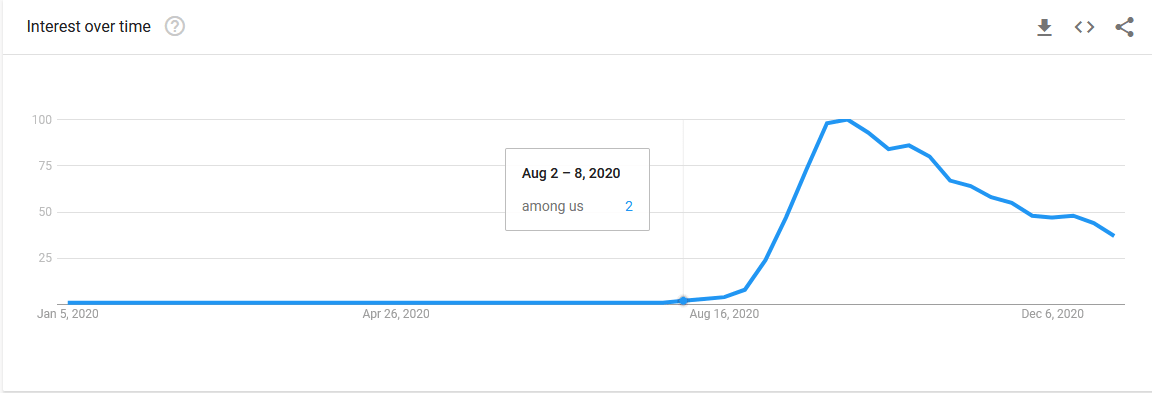 Interest over time
100
75
50
25
Aug 2 – 8, 2020
among us 2
Jan 5, 2020 Apr 26, 2020 Aug 16, 2020 Dec 6, 2020